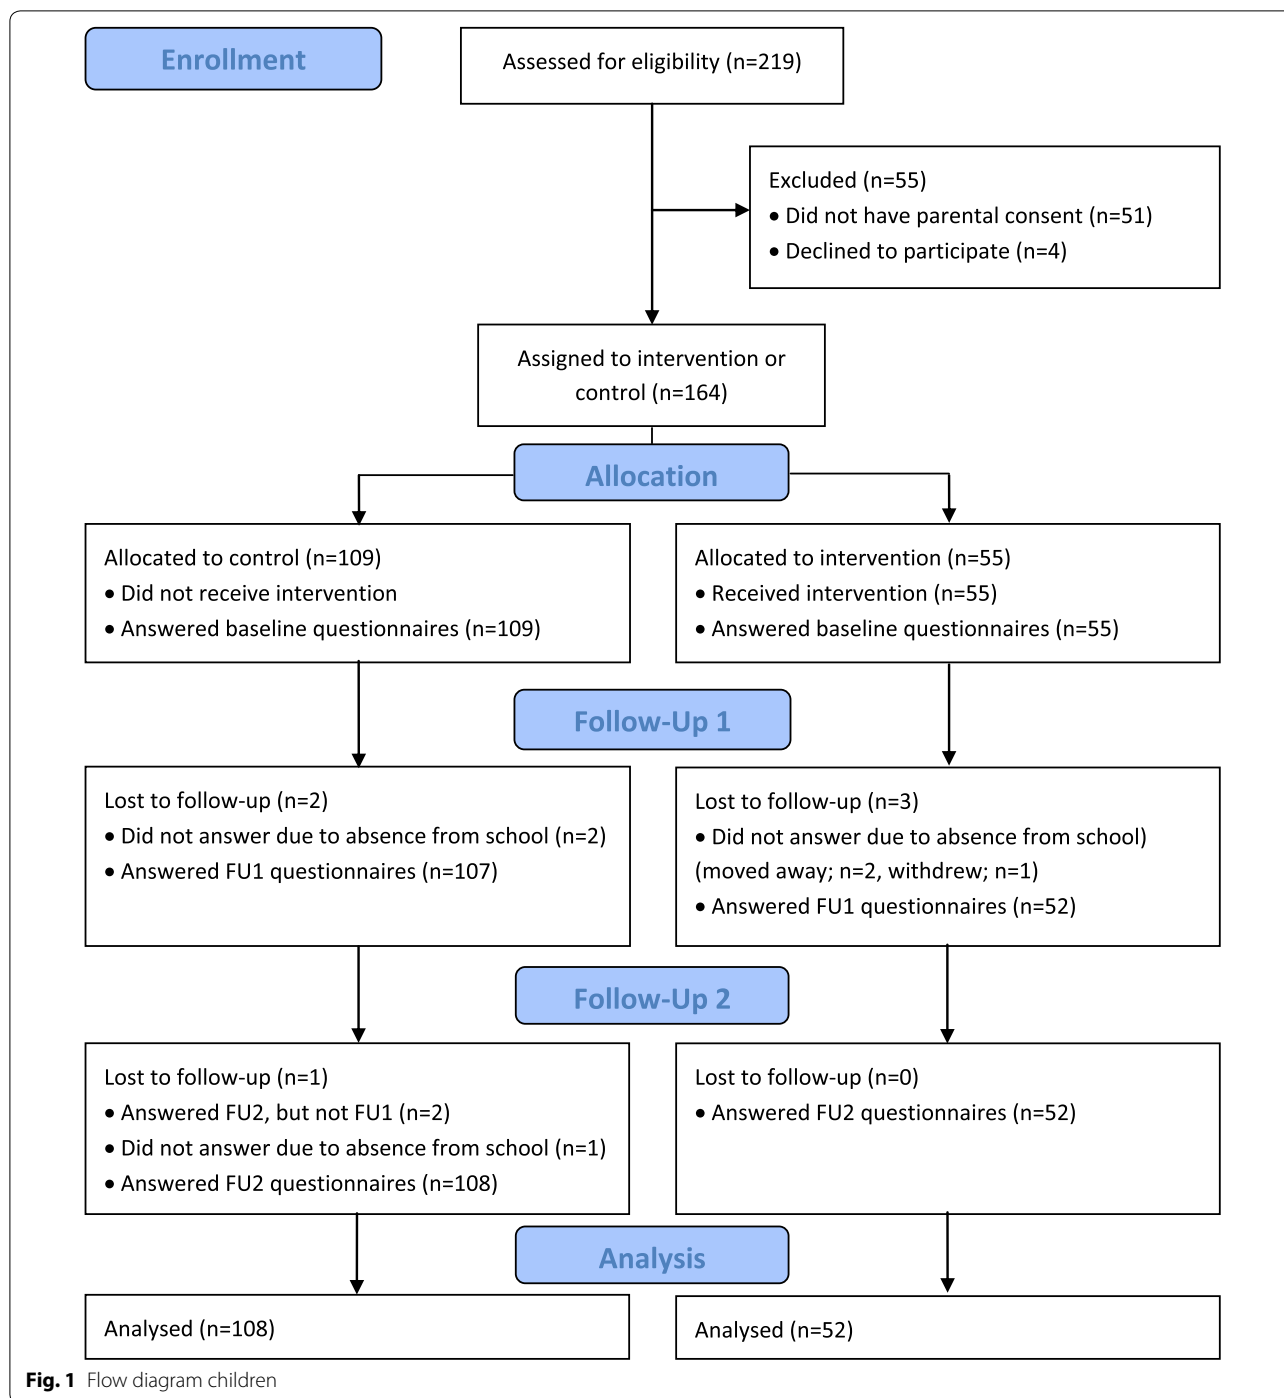 Enrollment
Assessed for eligibility (n=219)
Excluded (n=55)
• Did not have parental consent (n=51)
• Declined to participate (n=4)
Assigned to intervention or
control (n=164)
Allocation
Allocated to control (n=109)
• Did not receive intervention
• Answered baseline questionnaires (n=109)
Allocated to intervention (n=55)
• Received intervention (n=55)
• Answered baseline questionnaires (n=55)
Follow-Up 1
Lost to follow-up (n=2)
• Did not answer due to absence from school (n=2)
• Answered FU1 questionnaires (n=107)
Lost to follow-up (n=3)
• Did not answer due to absence from school)
(moved away; n=2, withdrew; n=1)
• Answered FU1 questionnaires (n=52)
Follow-Up 2
Lost to follow-up (n=1)
• Answered FU2, but not FU1 (n=2)
• Did not answer due to absence from school (n=1)
• Answered FU2 questionnaires (n=108)
Lost to follow-up (n=0)
• Answered FU2 questionnaires (n=52)
Analysis
Analysed (n=108)
Analysed (n=52)
Fig. 1 Flow diagram children